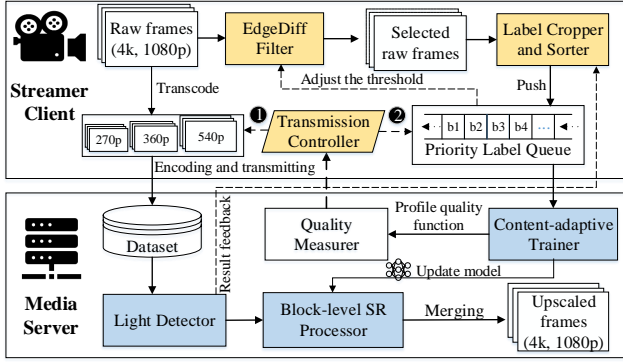 Raw frames
(4k, 1080p)
EdgeDiff
Filter
Selected
raw frames
Label Cropper
and Sorter
Streamer
Client
Transcode
Adjust the threshold
Push
270p
360p
540p
❶
Transmission
Controller
❷
b1 b2 b3 b4 ...
Priority Label Queue
Encoding and transmitting
Dataset
Result feedback
Quality
Measurer
Profile quality
function
Content-adaptive
Trainer
Update model
Media
Server
Light Detector
Block-level SR
Processor
Merging
Upscaled
frames
(4k, 1080p)